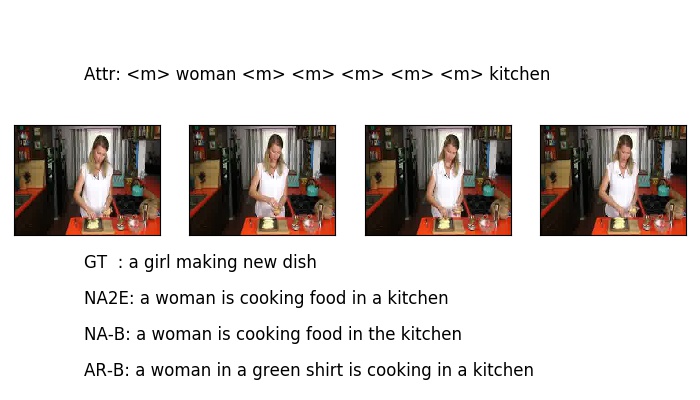 Attr: <m> woman <m> <m> <m> <m> <m> kitchen
GT  : a girl making new dish
NA2E: a woman is cooking food in a kitchen
NA-B: a woman is cooking food in the kitchen
AR-B: a woman in a green shirt is cooking in a kitchen